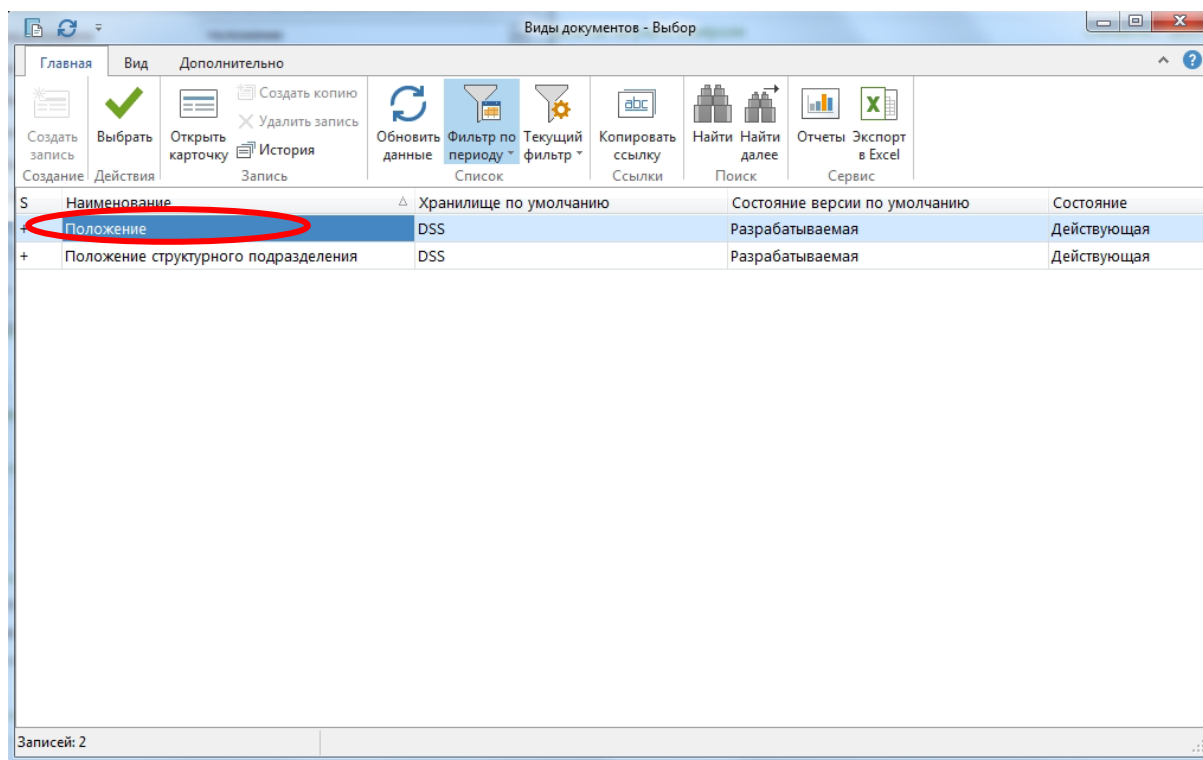 Виды документов - Выбор
Главная Вид Дополнительно
Создать запись
Выбрать
Открыть карточку
Создать копию
Удалить запись
История
Обновить данные
Фильтр по периоду
Текущий фильтр
Копировать ссылку
Найти
Найти далее
Отчеты
Экспорт в Excel
Создание Действия Запись Список Ссылки Поиск Сервис
S Наименование Хранилище по умолчанию Состояние версии по умолчанию Состояние
+ Положение DSS Разрабатываемая Действующая
+ Положение структурного подразделения DSS Разрабатываемая Действующая
Записей: 2